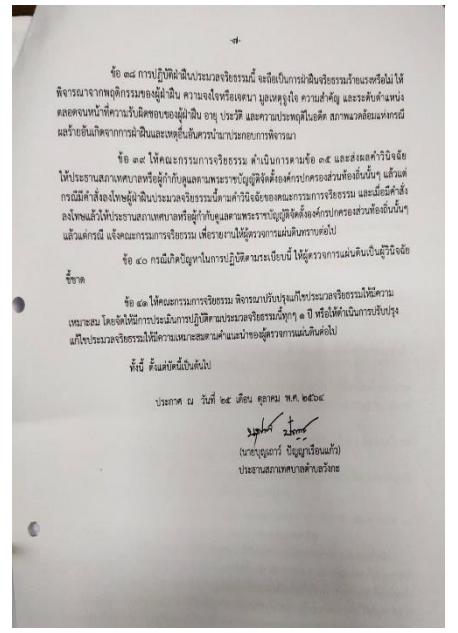 -๗-
ข้อ ๓๘ การปฏิบัติฝ่าฝืนประมวลจริยธรรมนี้ จะถือเป็นการฝ่าฝืนจริยธรรมร้ายแรงหรือไม่ ให้
พิจารณาจากพฤติกรรมของผู้ฝ่าฝืน ความจงใจหรือเจตนา มูลเหตุจูงใจ ความสำคัญ และระดับตำแหน่ง
ตลอดจนหน้าที่ความรับผิดชอบของผู้ฝ่าฝืน อายุ ประวัติ และความประพฤติในอดีต สภาพแวดล้อมแห่งกรณี
ผลร้ายอันเกิดจากการฝ่าฝืนและเหตุอื่นอันควรนำมาประกอบการพิจารณา
ข้อ ๓๙ ให้คณะกรรมการจริยธรรม ดำเนินการตามข้อ ๓๕ และส่งผลคำวินิจฉัย
ให้ประธานสภาเทศบาลหรือผู้กำกับดูแลตามพระราชบัญญัติจัดตั้งองค์กรปกครองส่วนท้องถิ่นนั้นๆ แล้วแต่
กรณีมีคำสั่งลงโทษผู้ฝ่าฝืนประมวลจริยธรรมนี้ตามคำวินิจฉัยของคณะกรรมการจริยธรรม และเมื่อมีคำสั่ง
ลงโทษแล้วให้ประธานสภาเทศบาลหรือผู้กำกับดูแลตามพระราชบัญญัติจัดตั้งองค์กรปกครองส่วนท้องถิ่นนั้นๆ
แล้วแต่กรณี แจ้งคณะกรรมการจริยธรรม เพื่อรายงานให้ผู้ตรวจการแผ่นดินทราบต่อไป
ข้อ ๔๐ กรณีเกิดปัญหาในการปฏิบัติตามระเบียบนี้ ให้ผู้ตรวจการแผ่นดินเป็นผู้วินิจฉัย
ชี้ขาด
ข้อ ๔๑ ให้คณะกรรมการจริยธรรม พิจารณาปรับปรุงแก้ไขประมวลจริยธรรมให้มีความ
เหมาะสม โดยจัดให้มีการประเมินการปฏิบัติตามประมวลจริยธรรมนี้ทุกๆ ๑ ปี หรือให้ดำเนินการปรับปรุง
แก้ไขประมวลจริยธรรมให้มีความเหมาะสมตามคำแนะนำของผู้ตรวจการแผ่นดินต่อไป
ทั้งนี้ ตั้งแต่บัดนี้เป็นต้นไป
ประกาศ ณ วันที่ ๒๕ เดือน ตุลาคม พ.ศ. ๒๕๖๔
(นายบุญเถาว์ ปัญญาเรือนแก้ว)
ประธานสภาเทศบาลตำบลวังกะ